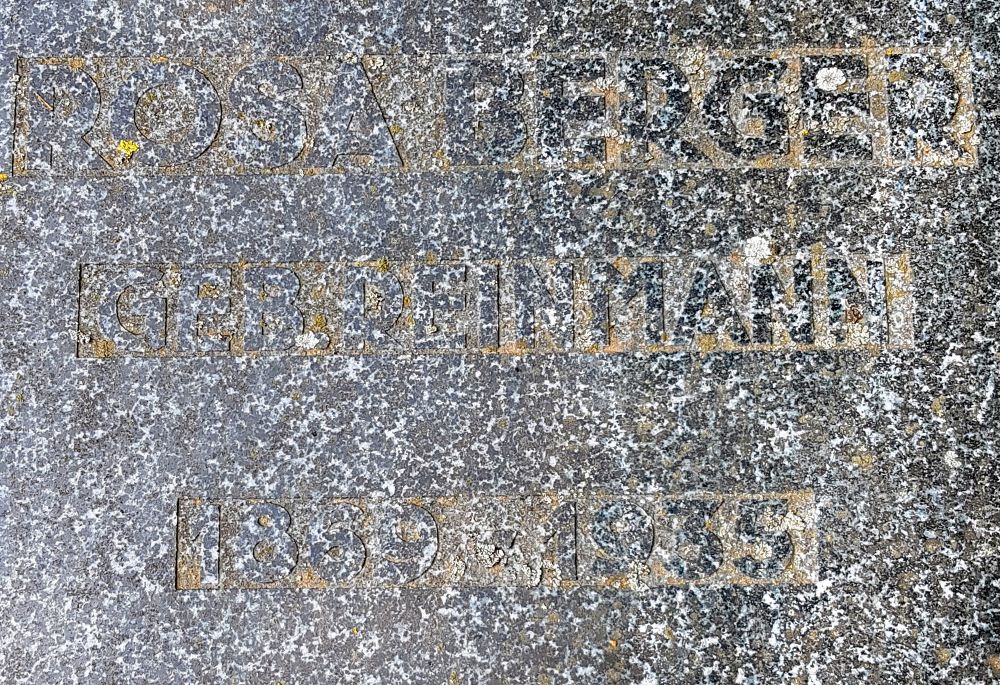 ROSA BERGER
GEB. REINMANN
1869 - 1935